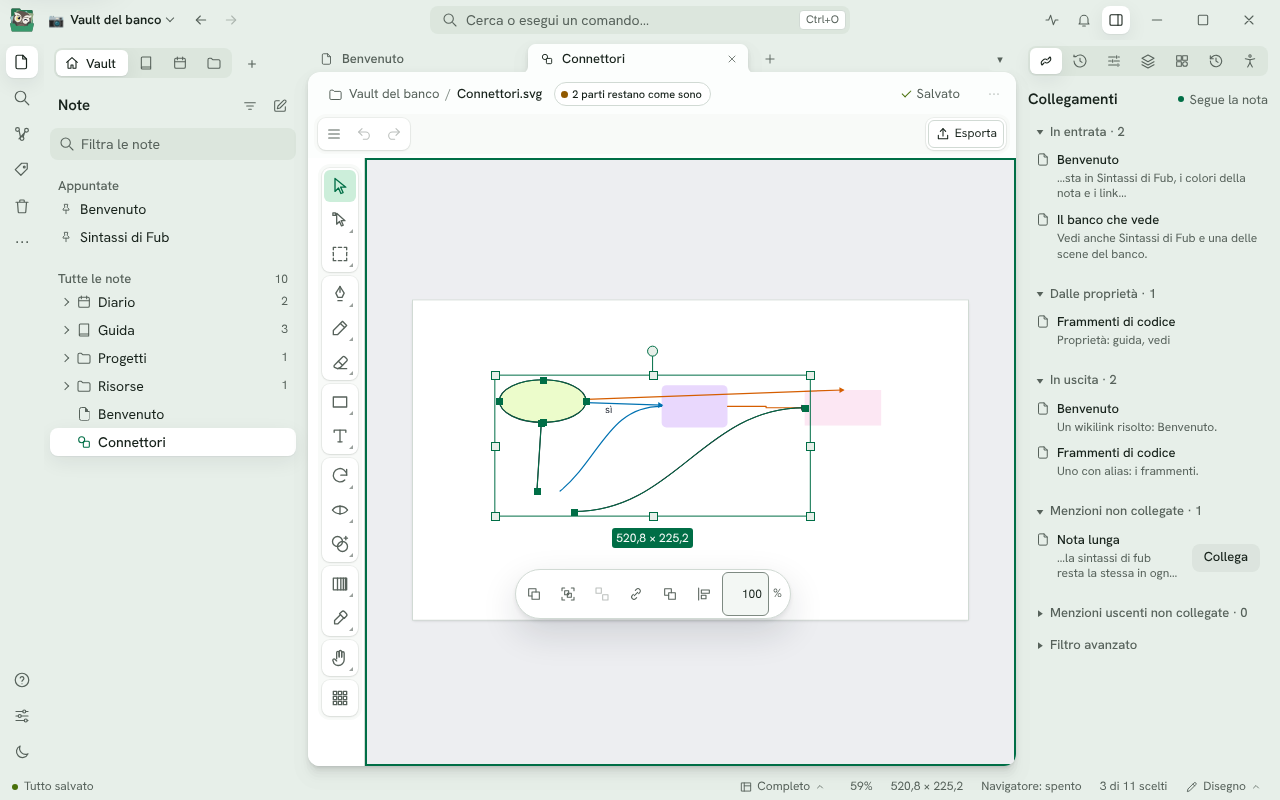 Vault del banco
Cerca o esegui un comando…
Ctrl+O
Vault
Benvenuto
Connettori
Note
Filtra le note
Appuntate
Benvenuto
Sintassi di Fub
Tutte le note
10
Diario
2
Guida
3
Progetti
1
Risorse
1
Benvenuto
Connettori
Vault del banco / Connettori.svg
2 parti restano come sono
Salvato
Esporta
sì
520,8 × 225,2
100 %
Collegamenti
Segue la nota
In entrata · 2
Benvenuto
…sta in Sintassi di Fub, i colori della
nota e i link…
Il banco che vede
Vedi anche Sintassi di Fub e una delle
scene del banco.
Dalle proprietà · 1
Frammenti di codice
Proprietà: guida, vedi
In uscita · 2
Benvenuto
Un wikilink risolto: Benvenuto.
Frammenti di codice
Uno con alias: i frammenti.
Menzioni non collegate · 1
Nota lunga
…la sintassi di fub
resta la stessa in ogn…
Collega
Menzioni uscenti non collegate · 0
Filtro avanzato
Tutto salvato
Completo
59%
520,8 × 225,2
Navigatore: spento
3 di 11 scelti
Disegno